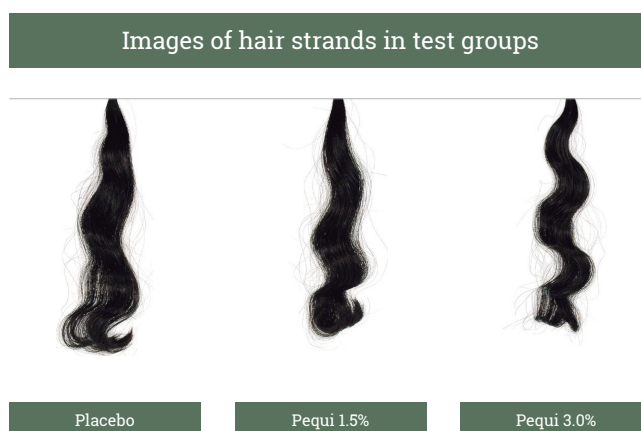 Images of hair strands in test groups
Placebo
Pequi 1.5%
Pequi 3.0%